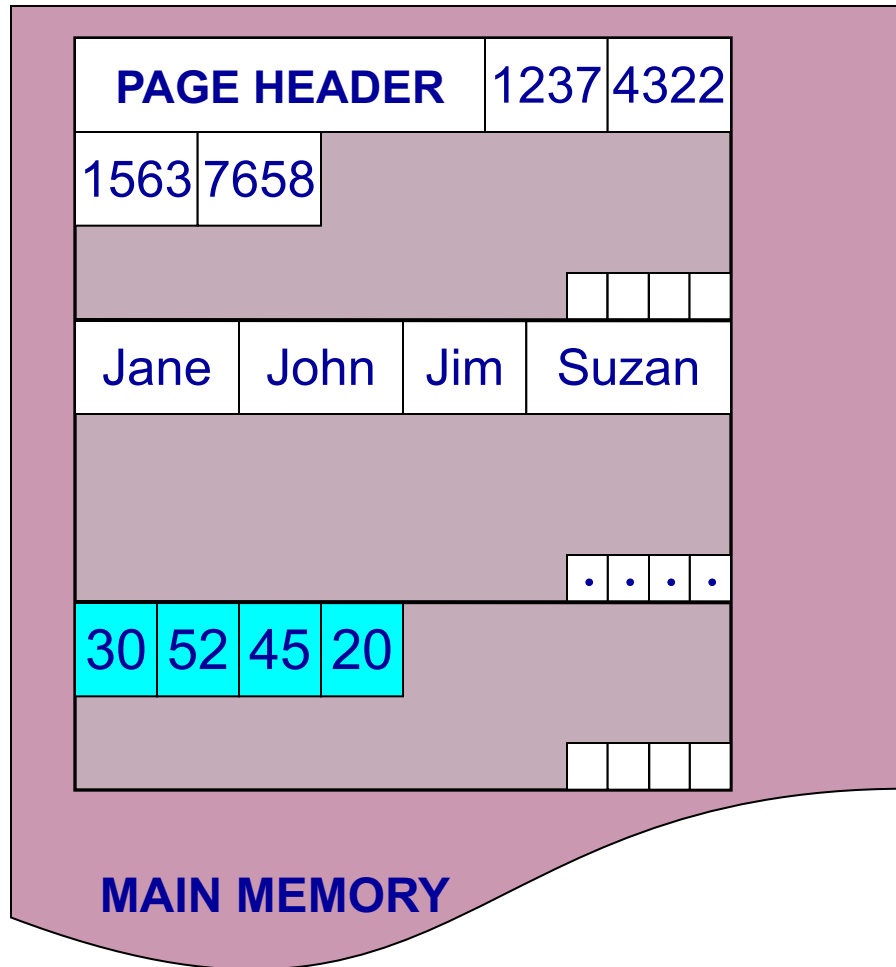 PAGE HEADER 1237 4322
1563 7658
Jane John Jim Suzan
. . . .
30 52 45 20
MAIN MEMORY